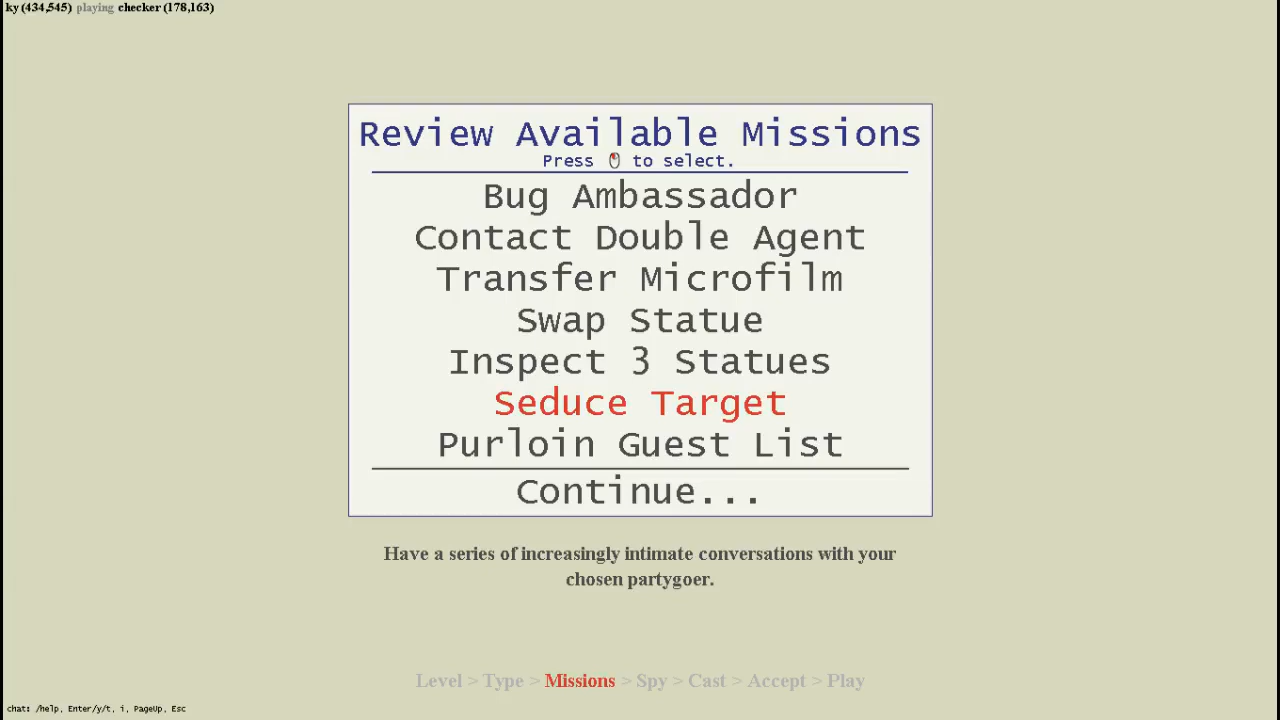 ky (434,545) playing checker (178,163)
Review Available Missions
Press to select.
Bug Ambassador
Contact Double Agent
Transfer Microfilm
Swap Statue
Inspect 3 Statues
Seduce Target
Purloin Guest List
Continue...
Have a series of increasingly intimate conversations with your
chosen partygoer.
Level > Type > Missions > Spy > Cast > Accept > Play
chat: /help, Enter/y/t, i, PageUp, Esc